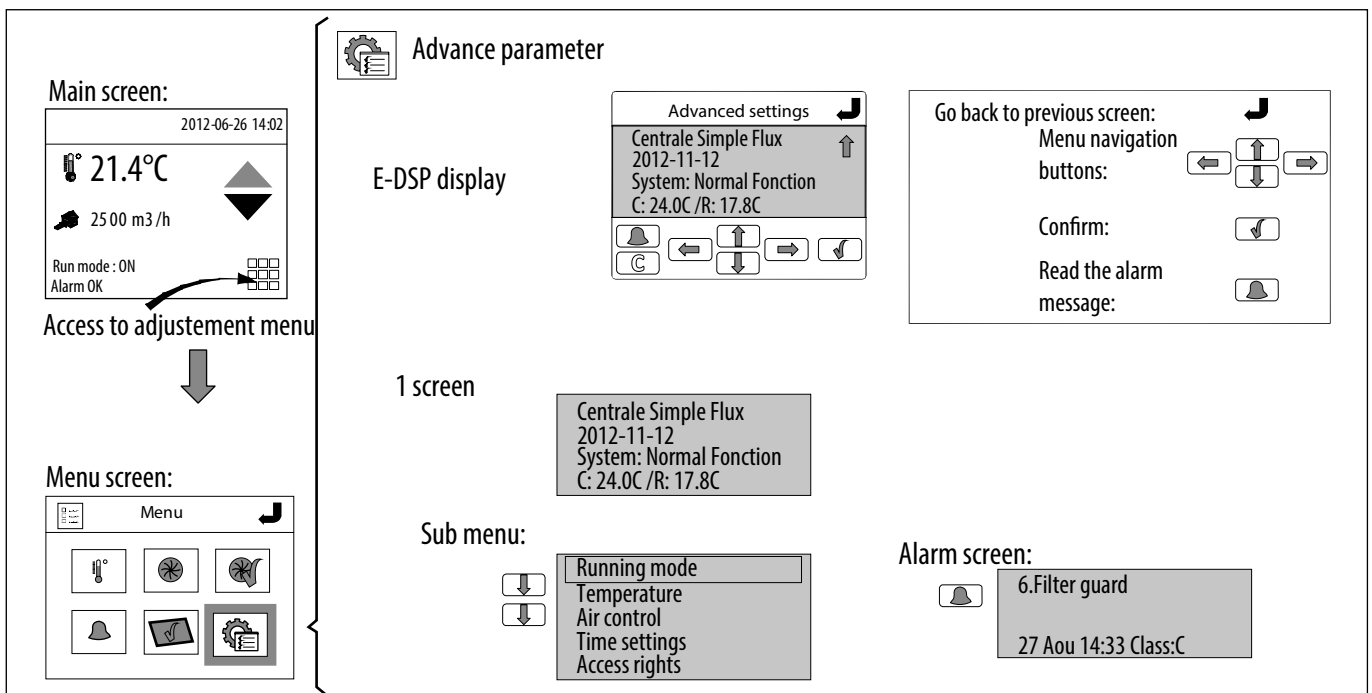 Advance parameter
Main screen:
2012-06-26 14:02
21.4°C
2500 m3/h
Run mode : ON
Alarm OK
Access to adjustement menu
Menu screen:
Menu
E-DSP display
Advanced settings
Centrale Simple Flux
2012-11-12
System: Normal Fonction
C: 24.0C /R: 17.8C
C
Go back to previous screen:
Menu navigation
buttons:
Confirm:
Read the alarm
message:
1 screen
Centrale Simple Flux
2012-11-12
System: Normal Fonction
C: 24.0C /R: 17.8C
Sub menu:
Running mode
Temperature
Air control
Time settings
Access rights
Alarm screen:
6.Filter guard
27 Aou 14:33 Class:C